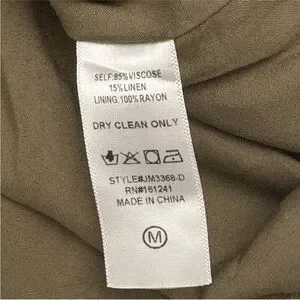 SELF:85%VISCOSE
15%LINEN
LINING:100%RAYON
DRY CLEAN ONLY
STYLE#JM3368-D
RN#161241
MADE IN CHINA
M